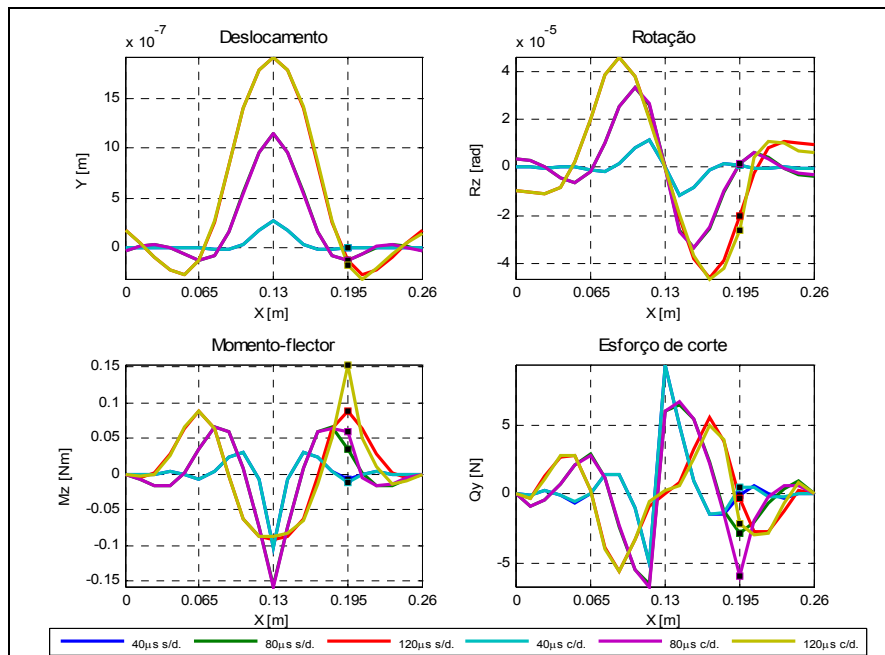 Deslocamento
x 10⁻⁷
15
10
5
0
Y [m]
0 0.065 0.13 0.195 0.26
X [m]
Rotação
x 10⁻⁵
4
2
0
-2
-4
Rz [rad]
0 0.065 0.13 0.195 0.26
X [m]
Momento-flector
0.15
0.1
0.05
0
-0.05
-0.1
-0.15
Mz [Nm]
0 0.065 0.13 0.195 0.26
X [m]
Esforço de corte
5
0
-5
Qy [N]
0 0.065 0.13 0.195 0.26
X [m]
40μs s/d. 80μs s/d. 120μs s/d. 40μs c/d. 80μs c/d. 120μs c/d.